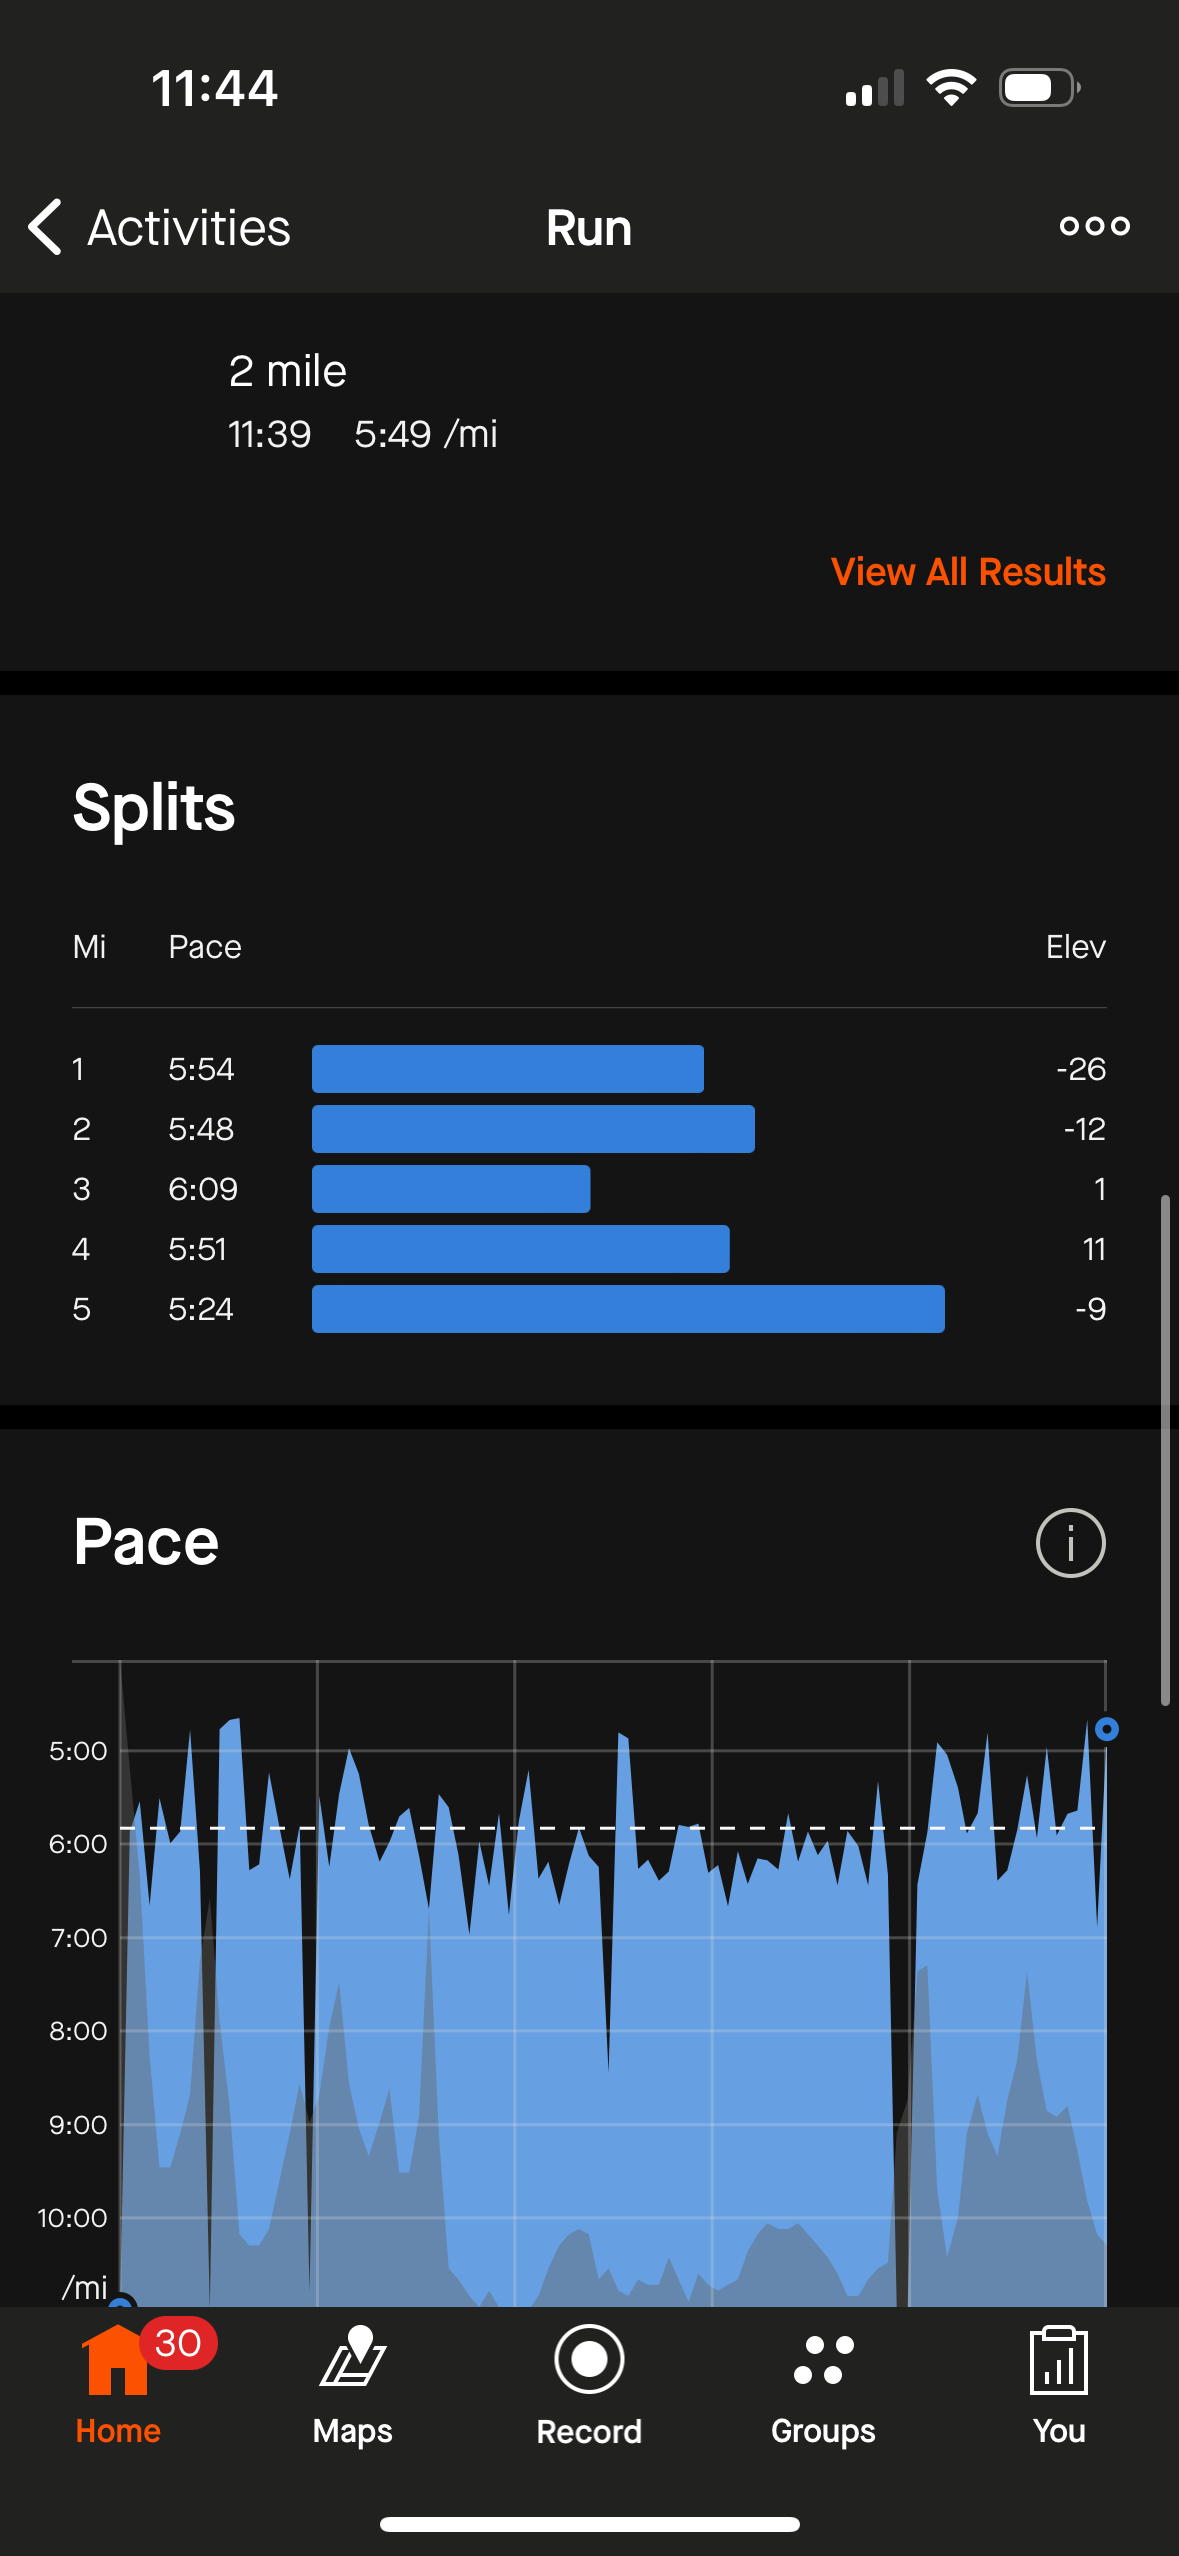 11:44
Activities
Run
2 mile
11:39 5:49 /mi
View All Results
Splits
Mi Pace Elev
1 5:54 -26
2 5:48 -12
3 6:09 1
4 5:51 11
5 5:24 -9
Pace
i
5:00
6:00
7:00
8:00
9:00
10:00
/mi
30
Home Maps Record Groups You